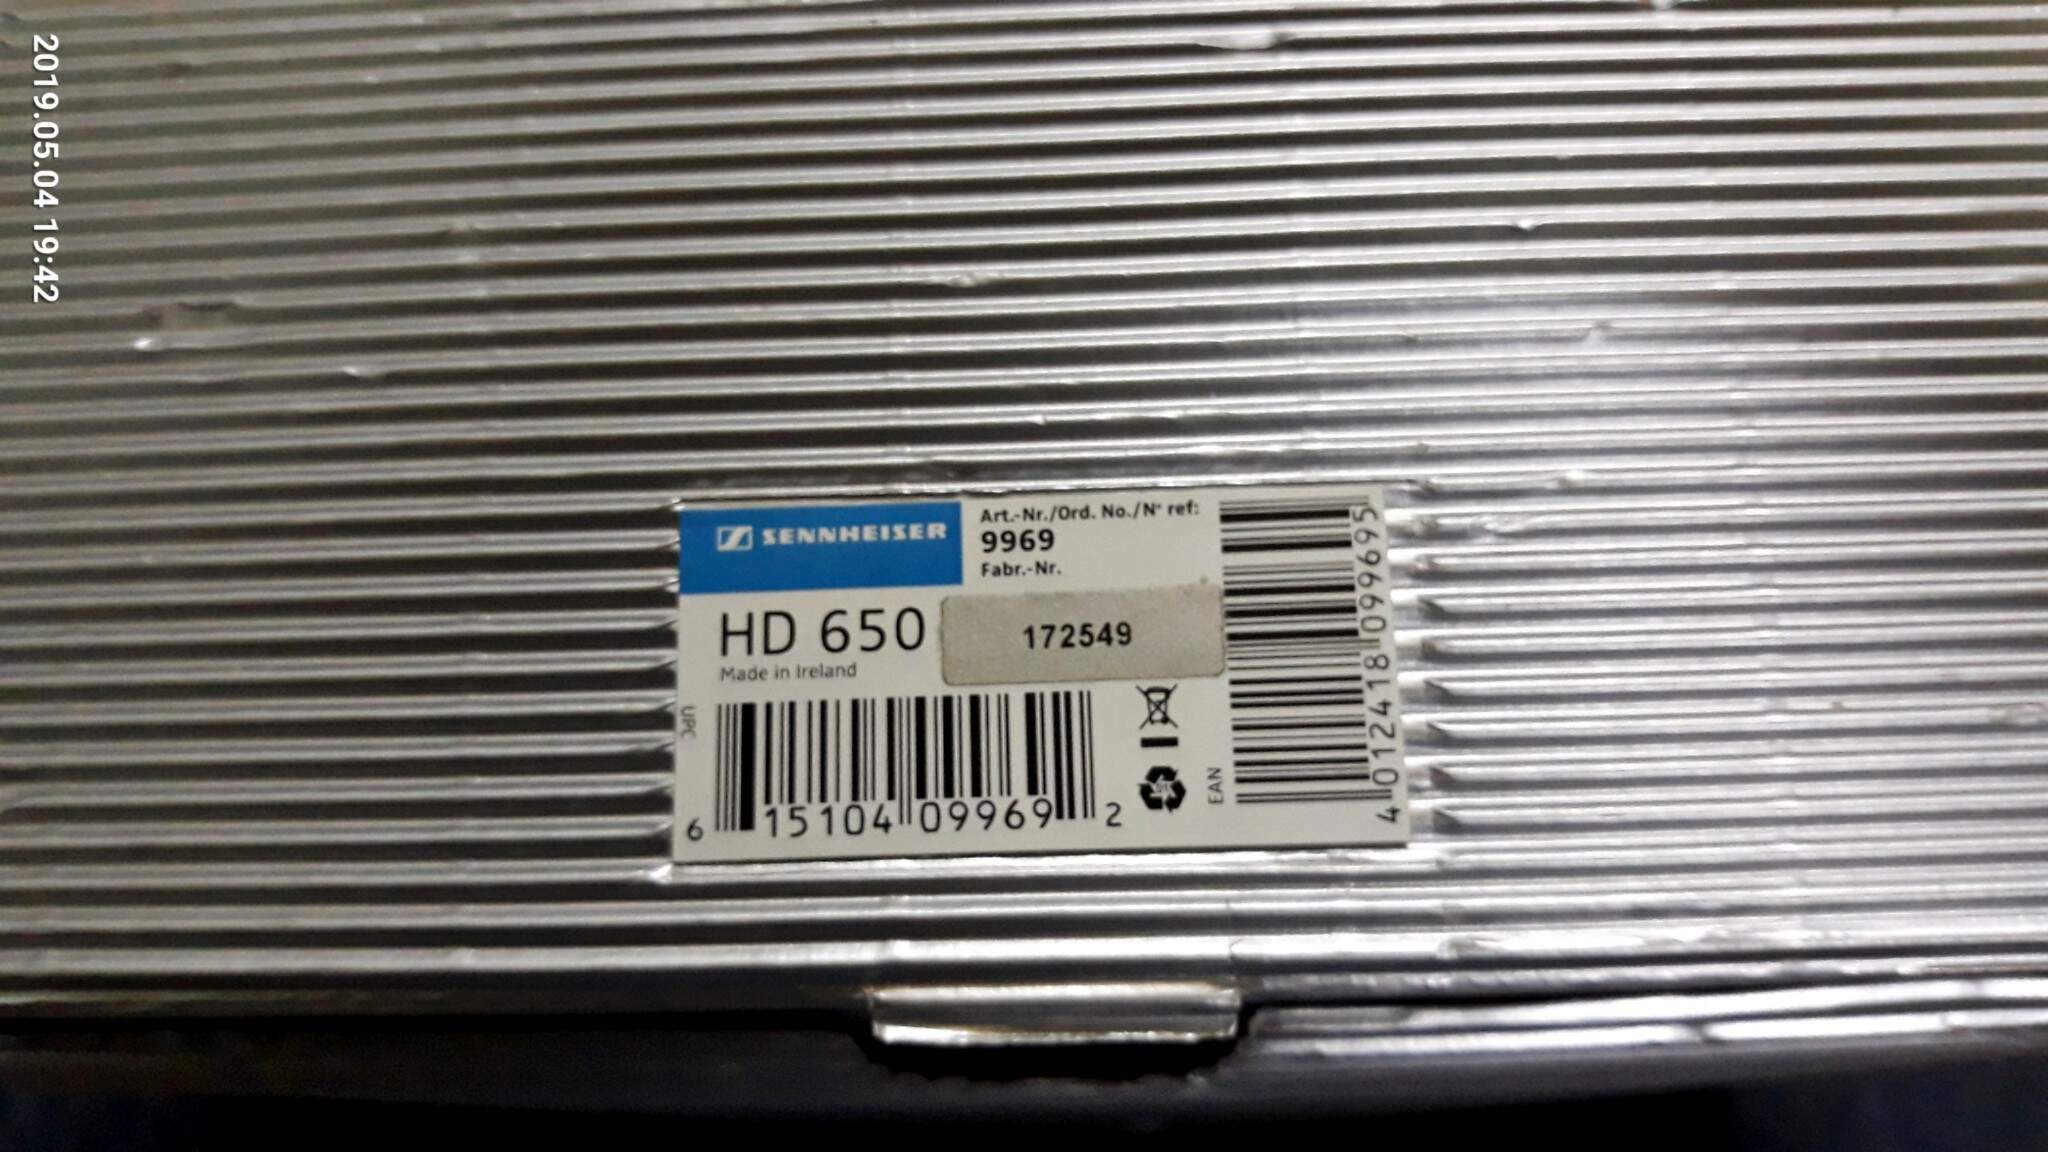 2019.05.04 19:42
SENNHEISER
Art.-Nr./Ord. No./N° ref:
9969
Fabr.-Nr.
HD 650
172549
Made in Ireland
UPC
6 15104 09969 2
EAN
4 012418 099695